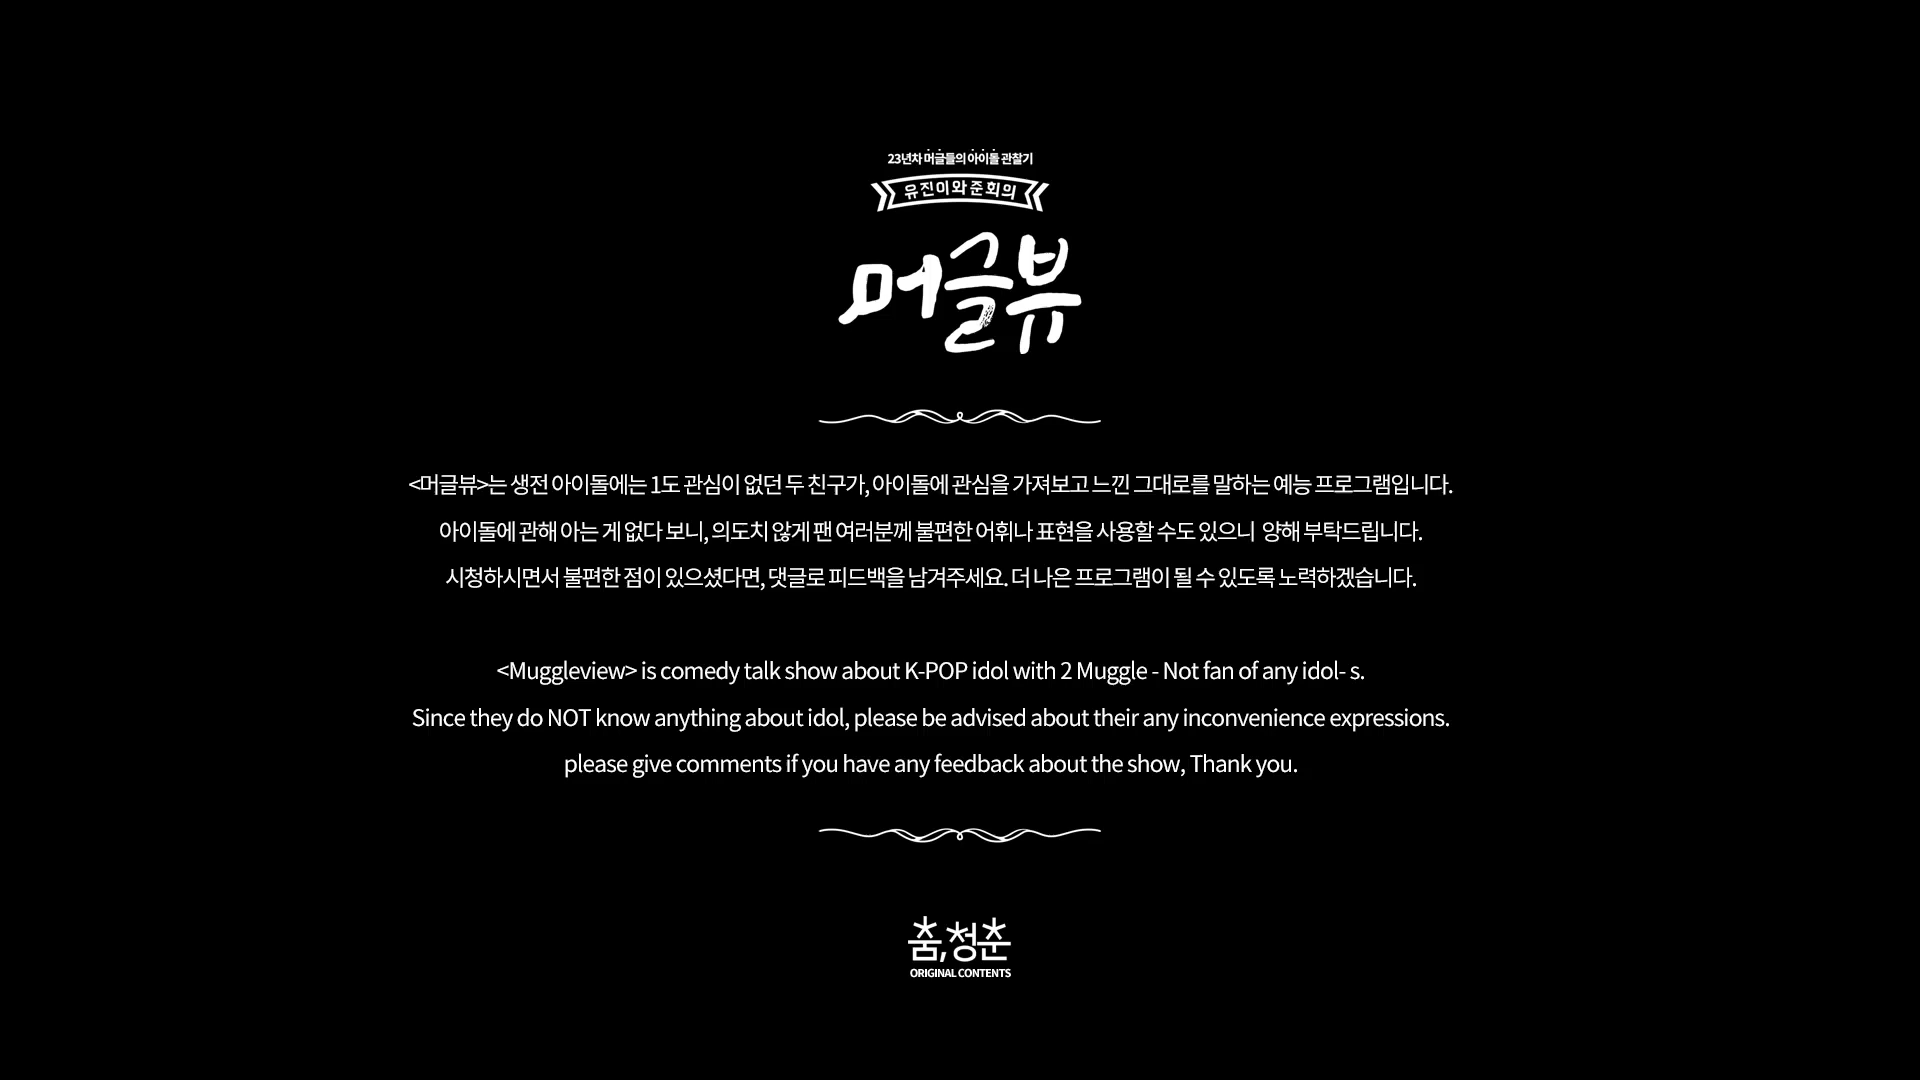 23년차 머글들의 아이돌 관찰기
유진이와 준회의
머글뷰
<머글뷰>는 생전 아이돌에는 1도 관심이 없던 두 친구가, 아이돌에 관심을 가져보고 느낀 그대로를 말하는 예능 프로그램입니다.
아이돌에 관해 아는 게 없다 보니, 의도치 않게 팬 여러분께 불편한 어휘나 표현을 사용할 수도 있으니 양해 부탁드립니다.
시청하시면서 불편한 점이 있으셨다면, 댓글로 피드백을 남겨주세요. 더 나은 프로그램이 될 수 있도록 노력하겠습니다.
<Muggleview> is comedy talk show about K-POP idol with 2 Muggle - Not fan of any idol- s.
Since they do NOT know anything about idol, please be advised about their any inconvenience expressions.
please give comments if you have any feedback about the show, Thank you.
춤,청춘
ORIGINAL CONTENTS